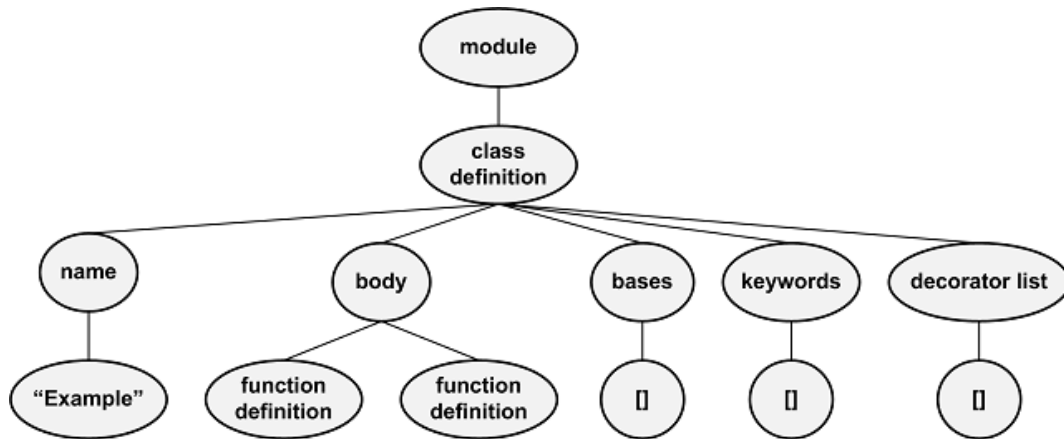 module
class
definition
name
body
bases
keywords
decorator list
“Example”
function
definition
function
definition
[]
[]
[]